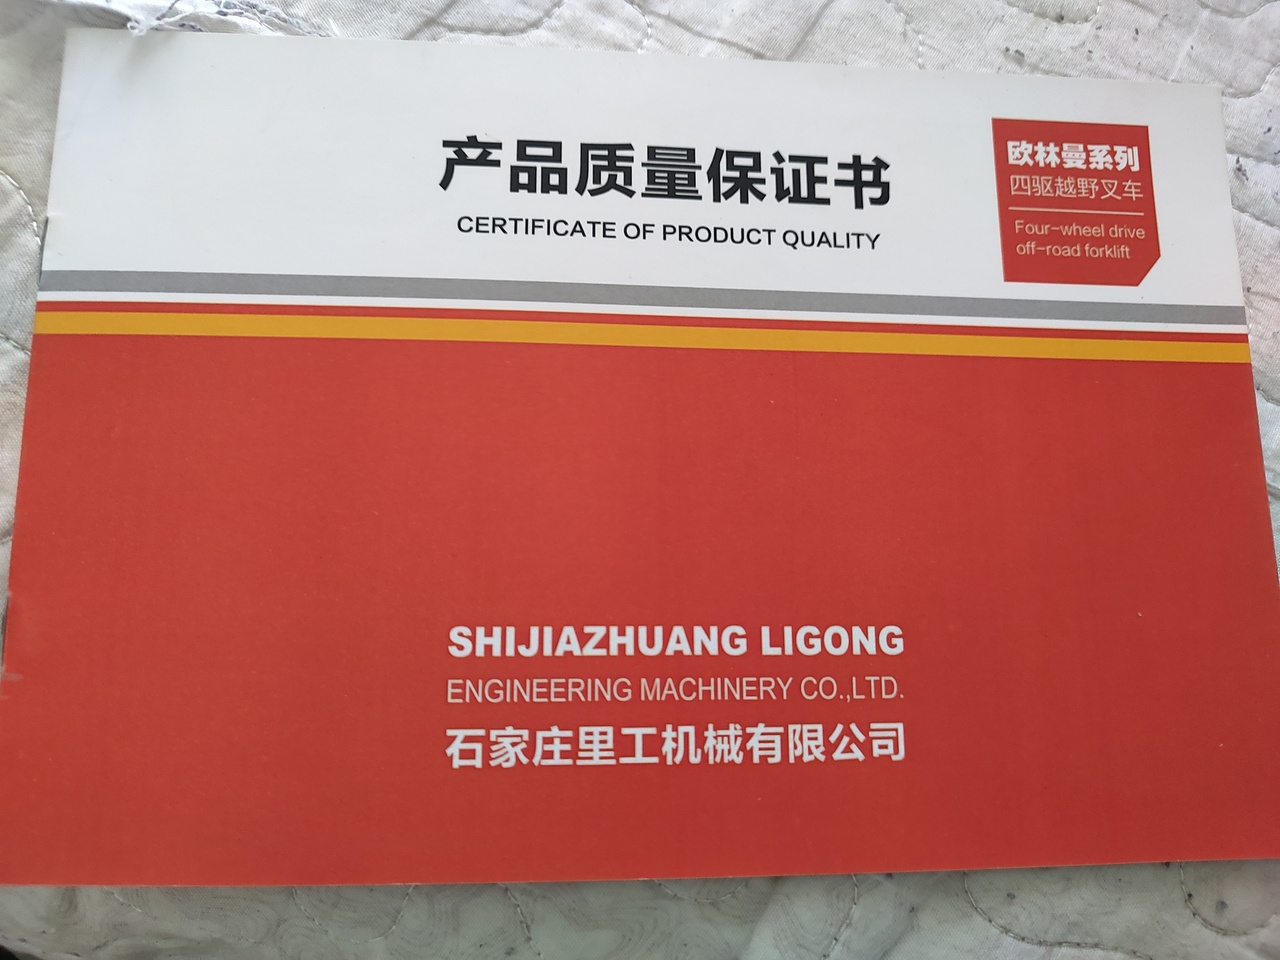 产品质量保证书
CERTIFICATE OF PRODUCT QUALITY
欧林曼系列
四驱越野叉车
Four-wheel drive
off-road forklift
SHIJIAZHUANG LIGONG
ENGINEERING MACHINERY CO.,LTD.
石家庄里工机械有限公司